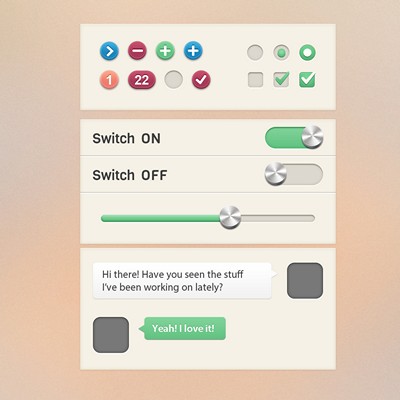 1 22
Switch ON
Switch OFF
Hi there! Have you seen the stuff
I've been working on lately?
Yeah! I love it!